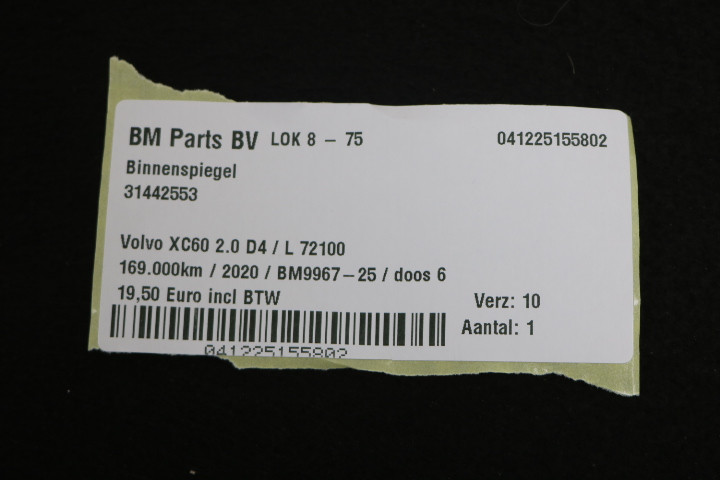 BM Parts BV LOK 8 - 75 041225155802
Binnenspiegel
31442553
Volvo XC60 2.0 D4 / L 72100
169.000km / 2020 / BM9967-25 / doos 6
19,50 Euro incl BTW Verz: 10
Aantal: 1
041225155802